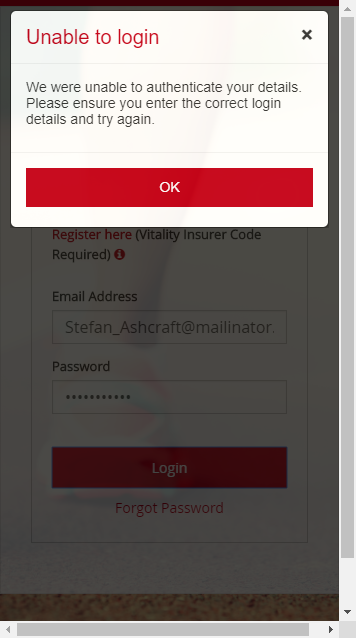 Unable to login ×
We were unable to authenticate your details.
Please ensure you enter the correct login
details and try again.
OK
Register here (Vitality Insurer Code
Required)
Email Address
Stefan_Ashcraft@mailinator.
Password
•••••••••••
Login
Forgot Password